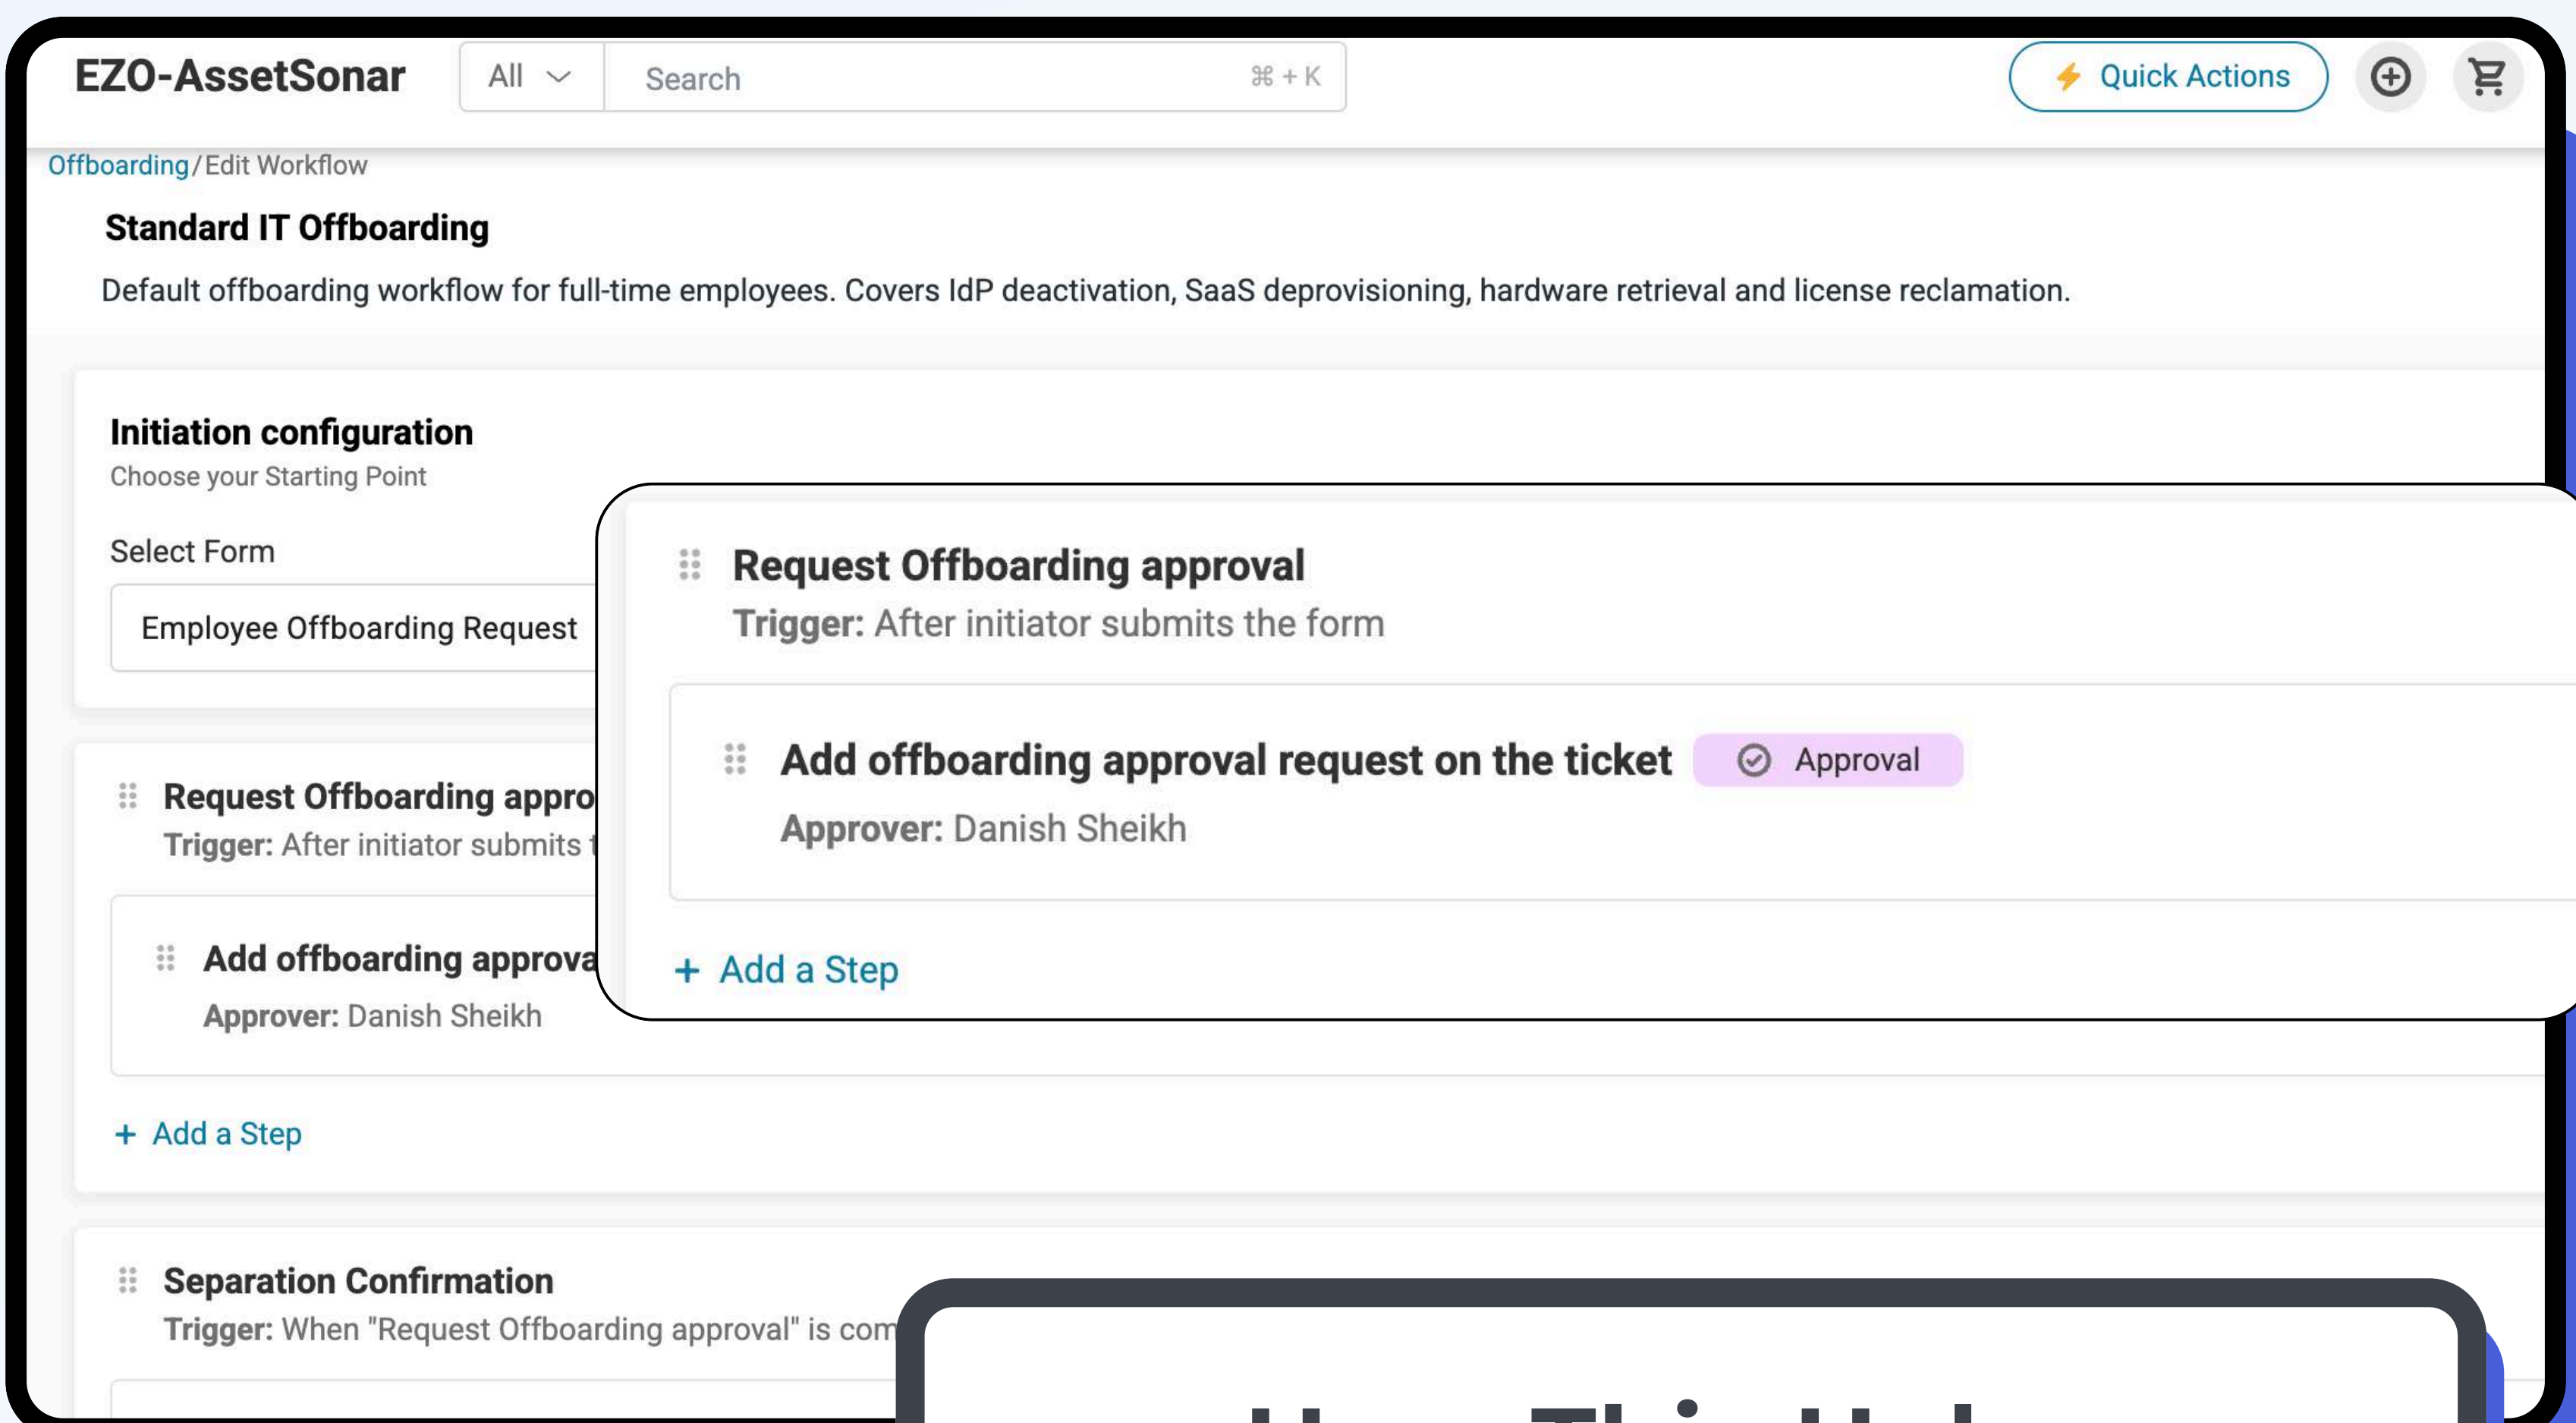 EZO-AssetSonar
All
Search
⌘ + K
Quick Actions
Offboarding/Edit Workflow
Standard IT Offboarding
Default offboarding workflow for full-time employees. Covers IdP deactivation, SaaS deprovisioning, hardware retrieval and license reclamation.
Initiation configuration
Choose your Starting Point
Select Form
Employee Offboarding Request
Request Offboarding appro
Trigger: After initiator submits
Add offboarding approva
Approver: Danish Sheikh
+ Add a Step
Request Offboarding approval
Trigger: After initiator submits the form
Add offboarding approval request on the ticket
Approval
Approver: Danish Sheikh
+ Add a Step
Separation Confirmation
Trigger: When "Request Offboarding approval" is com